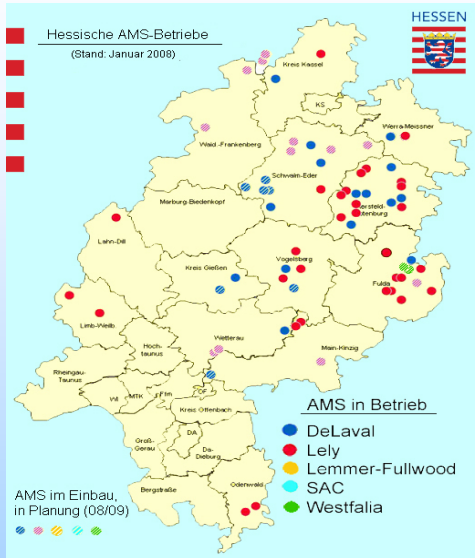 Hessische AMS-Betriebe
(Stand: Januar 2008)
HESSEN
Kreis Kassel
KS
Werra-Meissner
Wald.-Frankenberg
Schwalm-Eder
Marburg-Biedenkopf
Lahn-Dill
Kreis Gießen
Vogelsberg
Fulda
Limb-Weilb
Hoch-
taunus
Wetterau
Main-Kinzig
Rheingau-
Taunus
WI
MTK
Ffm
OF
Kreis Offenbach
Groß-
Gerau
DA
Da-
Dieburg
Bergstraße
Odenwald
AMS in Betrieb
DeLaval
Lely
Lemmer-Fullwood
SAC
Westfalia
AMS im Einbau,
in Planung (08/09)